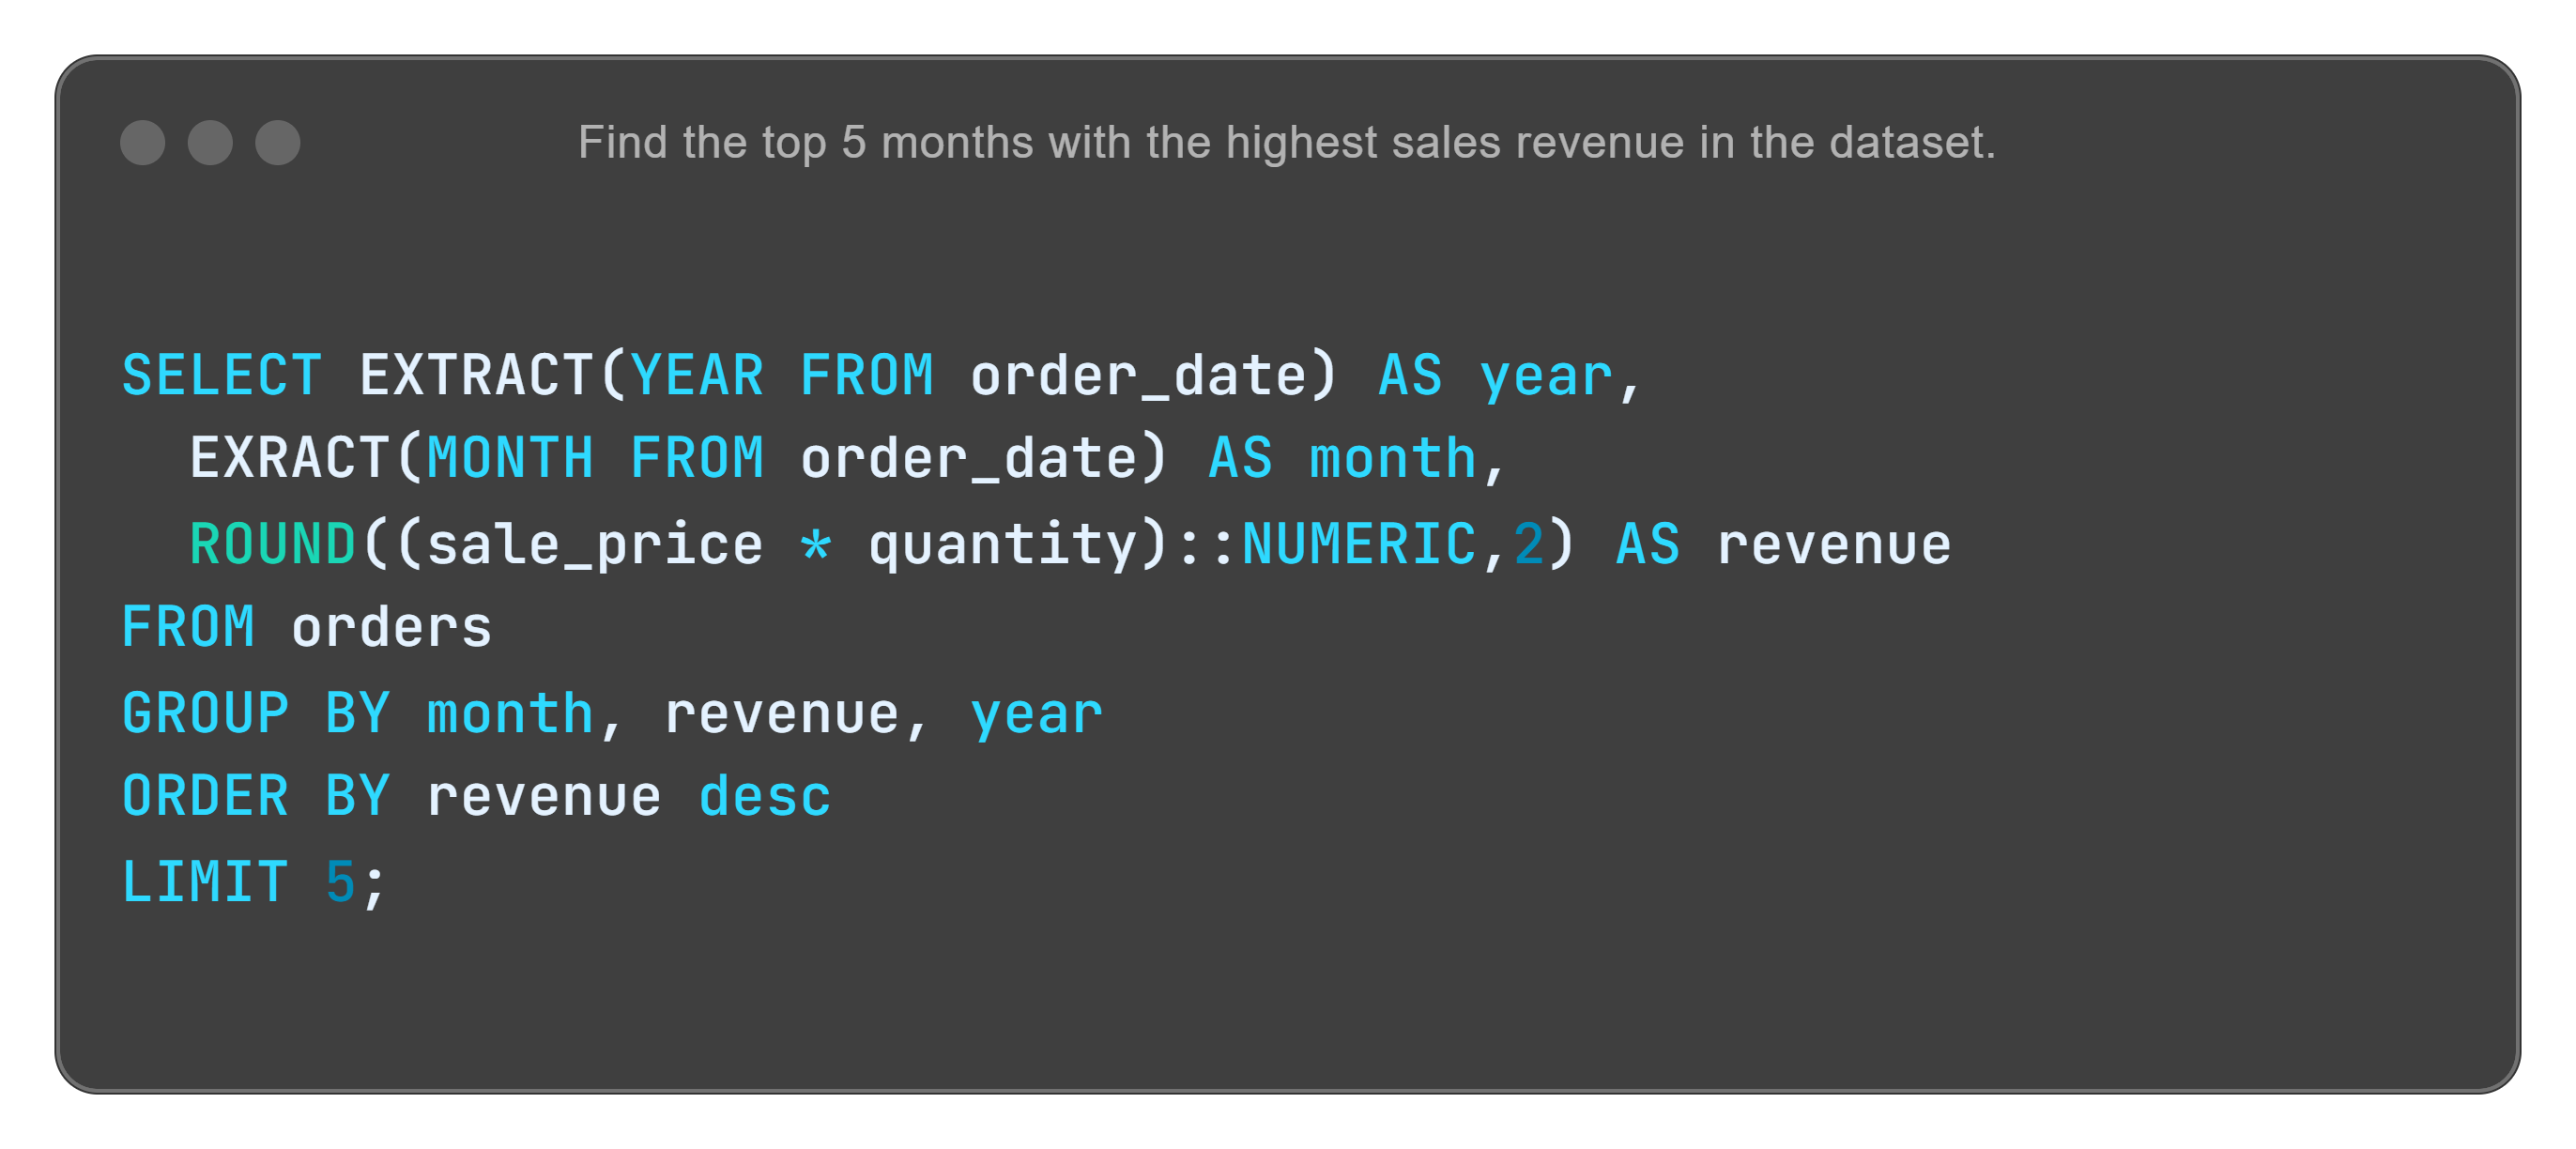 Find the top 5 months with the highest sales revenue in the dataset.
SELECT EXTRACT(YEAR FROM order_date) AS year,
  EXRACT(MONTH FROM order_date) AS month,
  ROUND((sale_price * quantity)::NUMERIC,2) AS revenue
FROM orders
GROUP BY month, revenue, year
ORDER BY revenue desc
LIMIT 5;